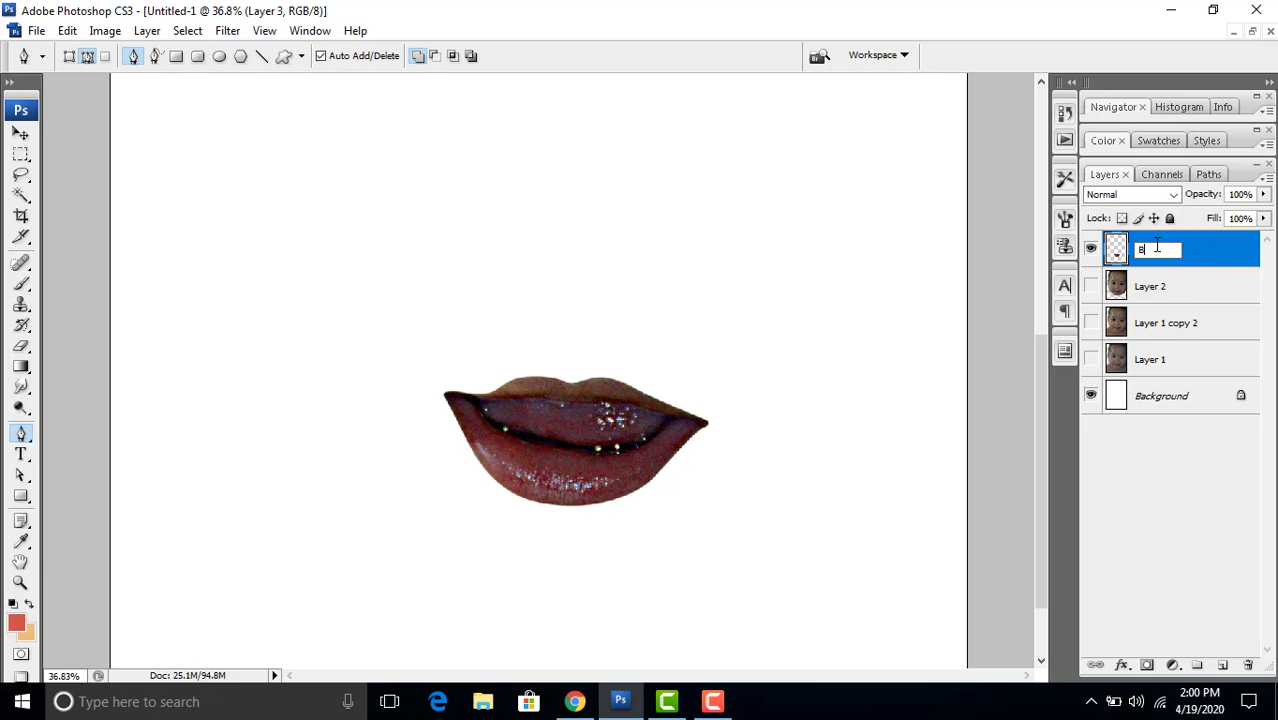 Adobe Photoshop CS3 - [Untitled-1 @ 36.8% (Layer 3, RGB/8)]
File Edit Image Layer Select Filter View Window Help
Auto Add/Delete
Workspace
Ps
Navigator Histogram Info
Color Swatches Styles
Layers Channels Paths
Normal Opacity: 100%
Lock: Fill: 100%
B
Layer 2
Layer 1 copy 2
Layer 1
Background
36.83% Doc: 25.1M/94.8M
Type here to search
2:00 PM
4/19/2020